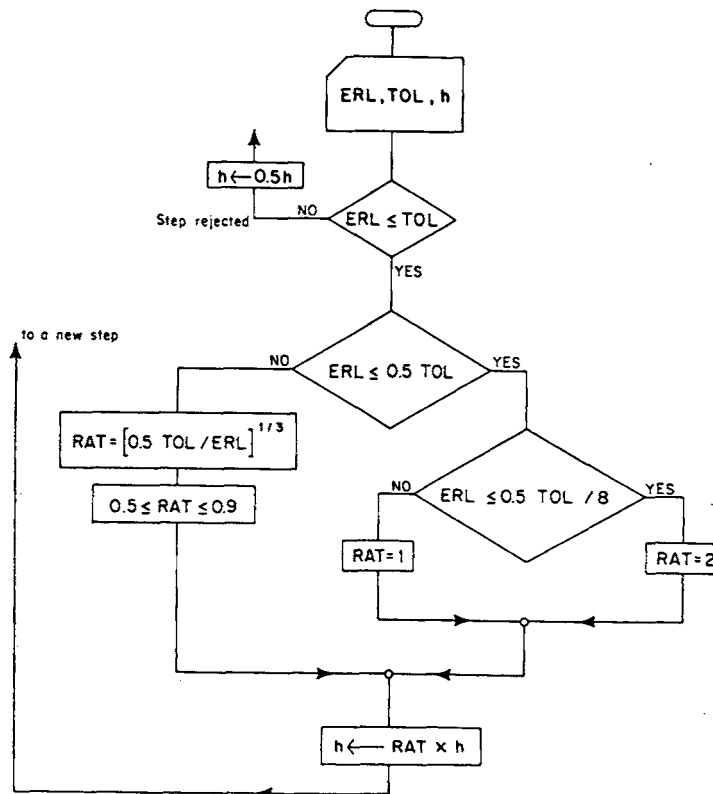 ERL, TOL, h
h ← 0.5h
Step rejected
NO
ERL ≤ TOL
YES
to a new step
NO
ERL ≤ 0.5 TOL
YES
RAT = [0.5 TOL / ERL]^1/3
0.5 ≤ RAT ≤ 0.9
NO
ERL ≤ 0.5 TOL / 8
YES
RAT = 1
RAT = 2
h ← RAT × h